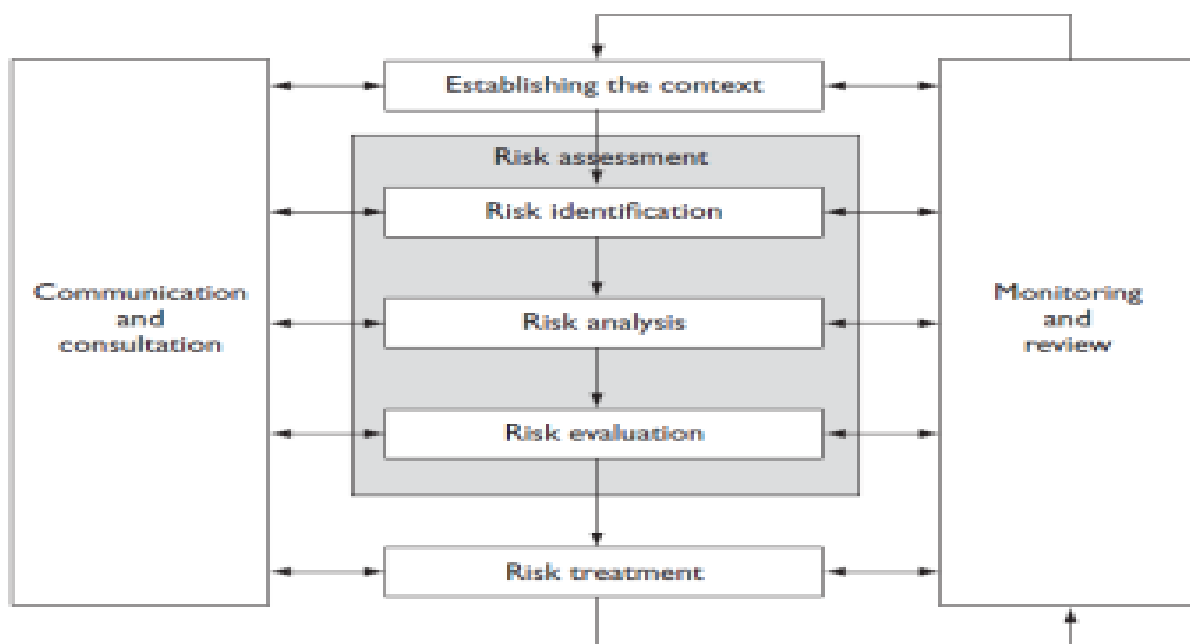 Establishing the context
Risk assessment
Risk identification
Communication
and
consultation
Risk analysis
Monitoring
and
review
Risk evaluation
Risk treatment